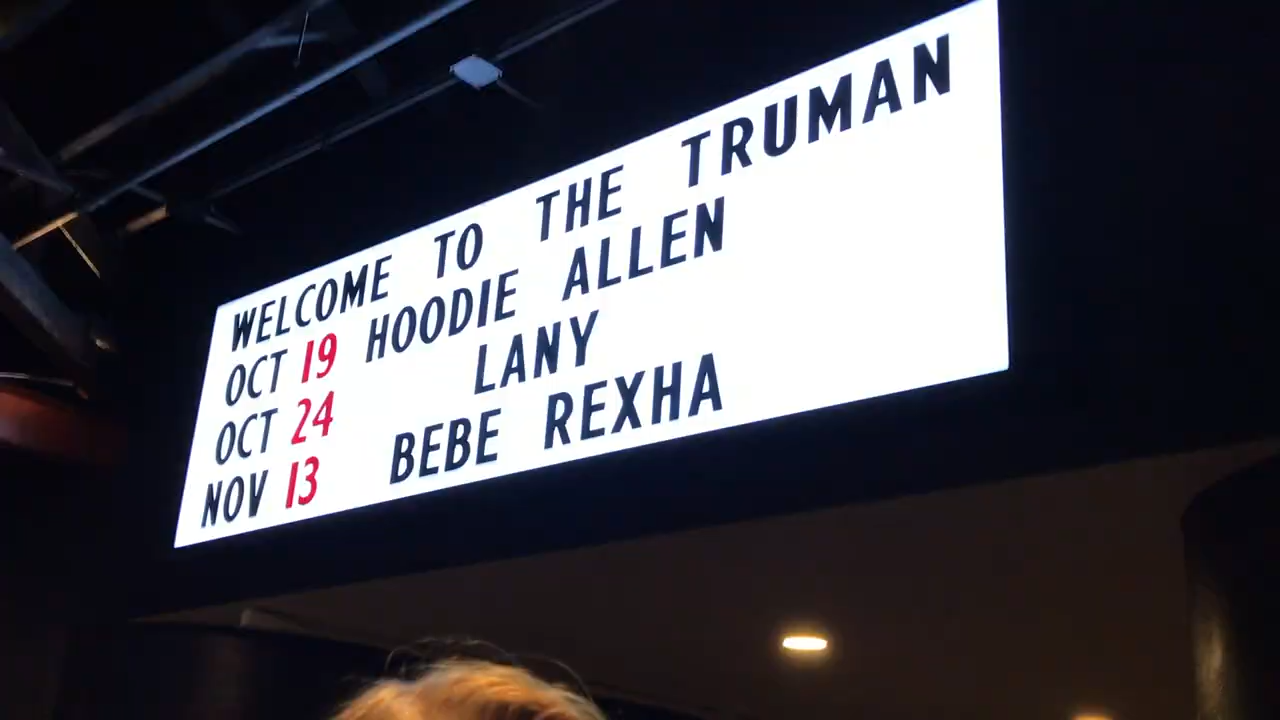 WELCOME TO THE TRUMAN
OCT 19 HOODIE ALLEN
OCT 24 LANY
NOV 13 BEBE REXHA